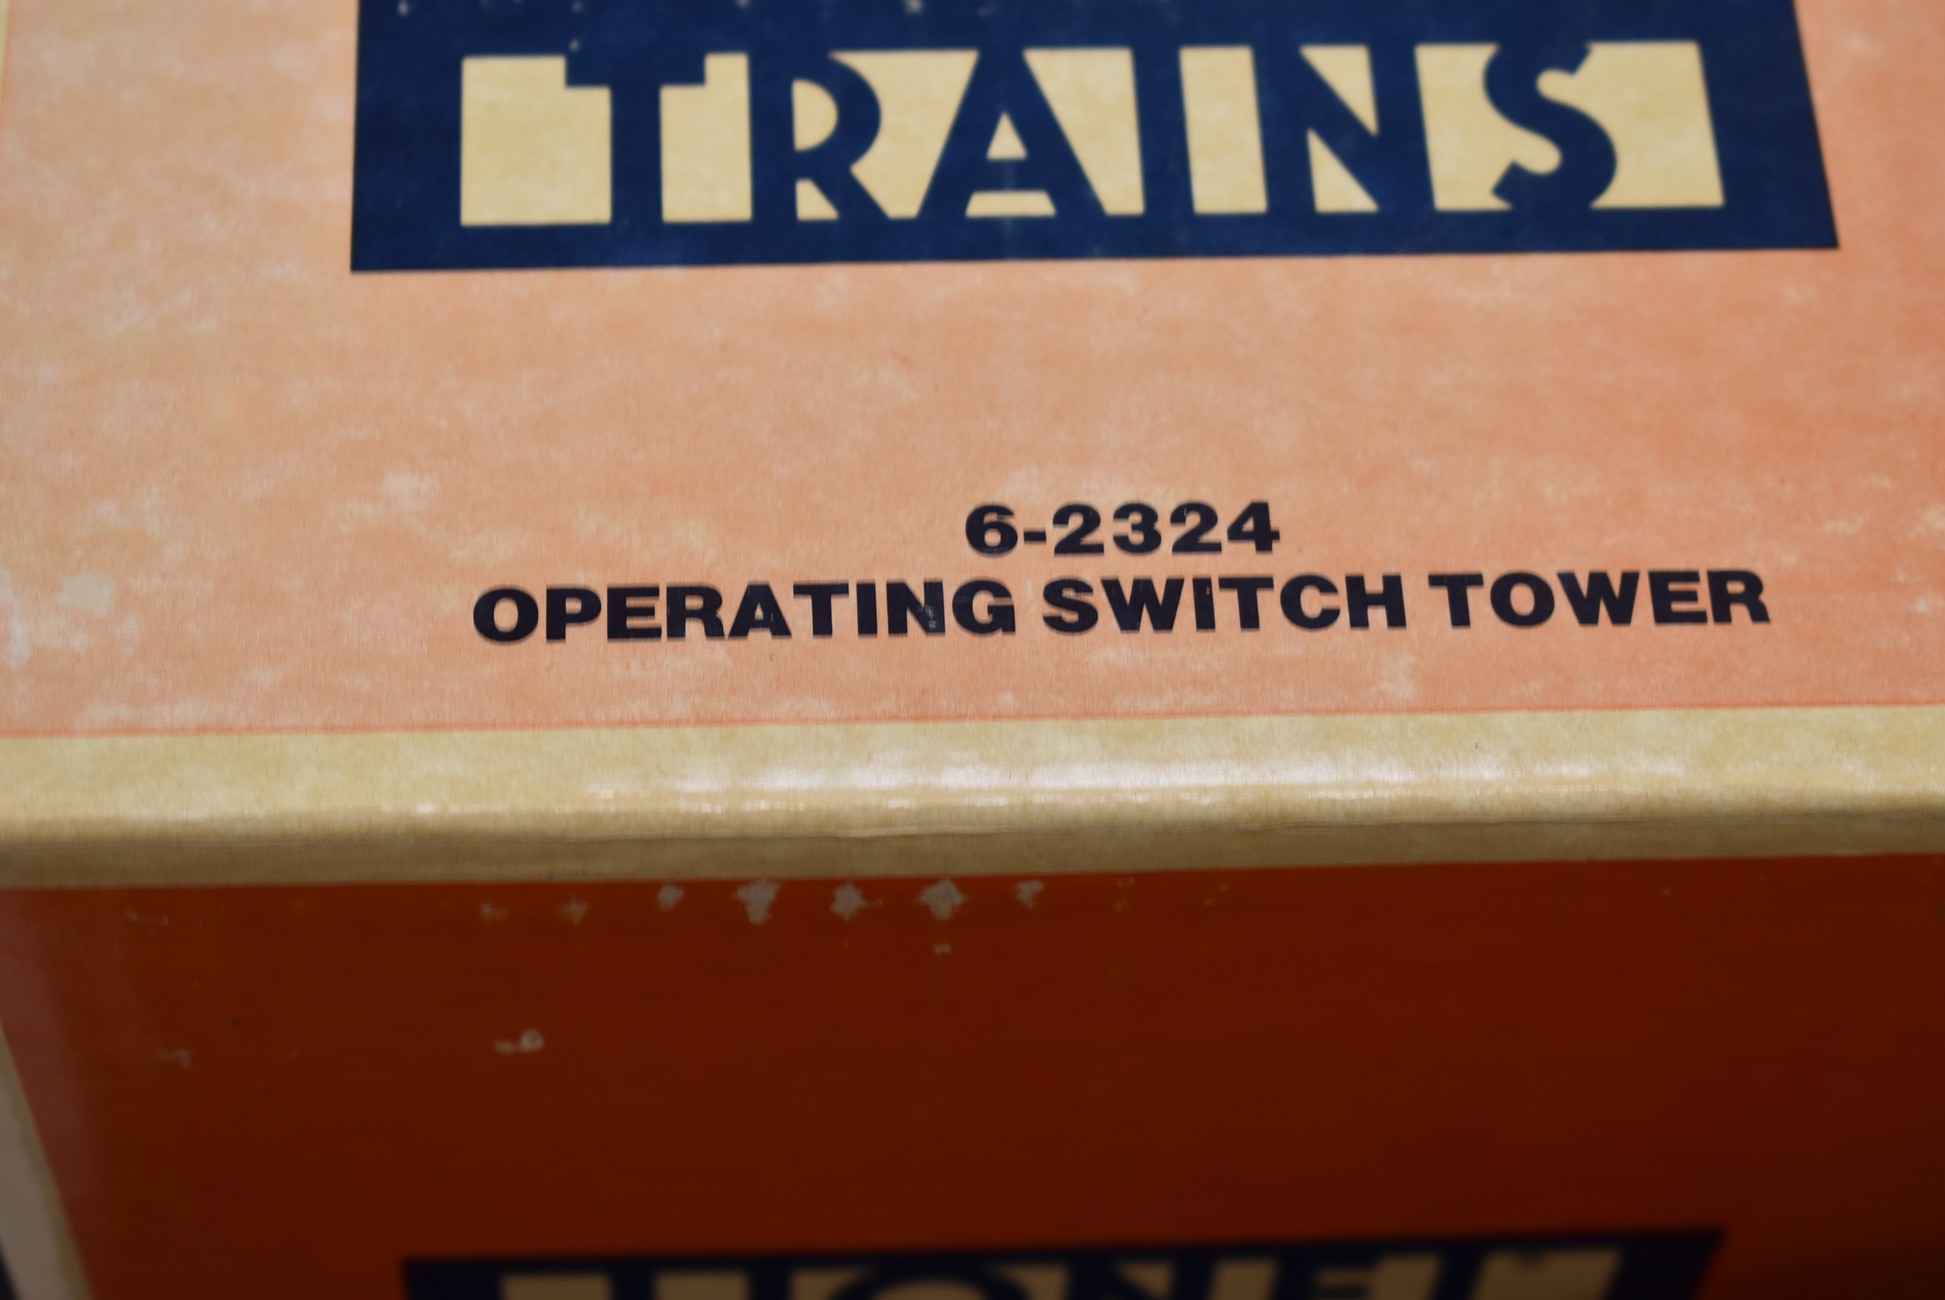 TRAINS
6-2324
OPERATING SWITCH TOWER